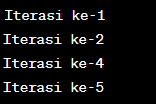 Iterasi ke-1
Iterasi ke-2
Iterasi ke-4
Iterasi ke-5